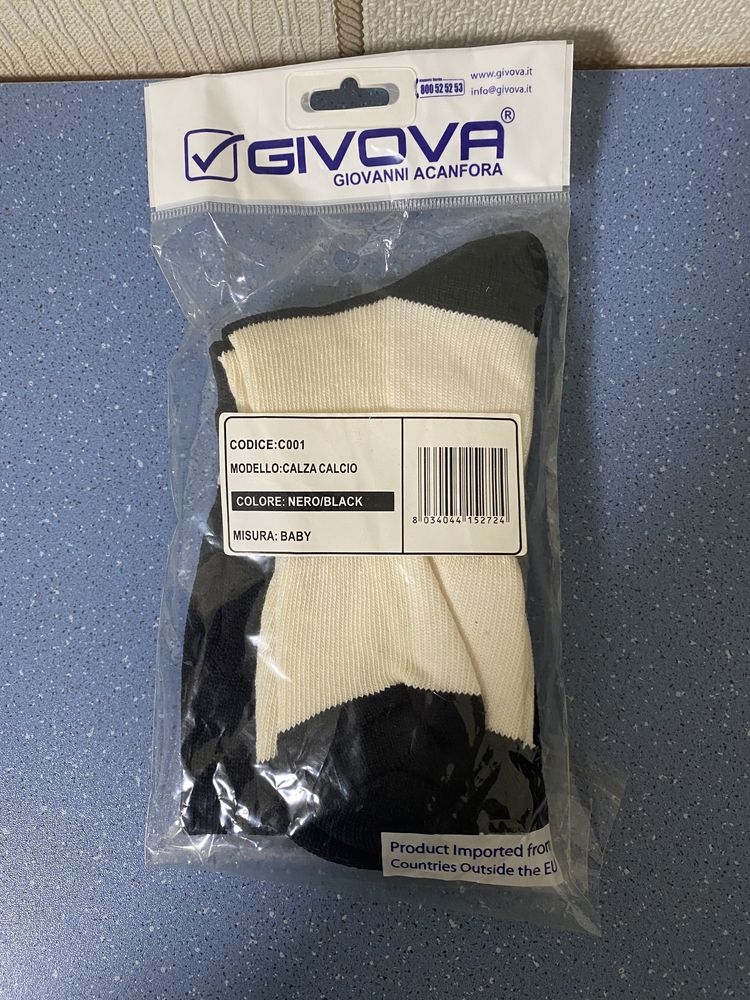 800 52 52 53
www.givova.it
info@givova.it
GIVOVA®
GIOVANNI ACANFORA
CODICE:C001
MODELLO:CALZA CALCIO
COLORE: NERO/BLACK
MISURA: BABY
8 034044 152724
Product Imported from
Countries Outside the EU